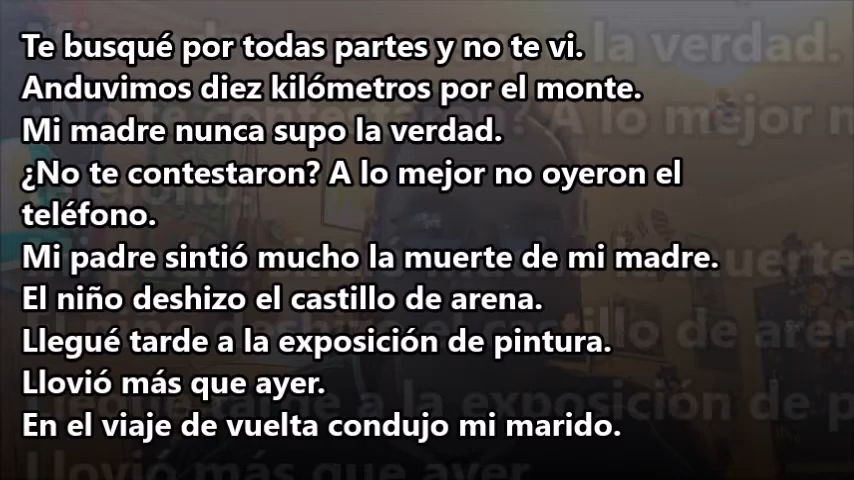 Te busqué por todas partes y no te vi.
Anduvimos diez kilómetros por el monte.
Mi madre nunca supo la verdad.
¿No te contestaron? A lo mejor no oyeron el
teléfono.
Mi padre sintió mucho la muerte de mi madre.
El niño deshizo el castillo de arena.
Llegué tarde a la exposición de pintura.
Llovió más que ayer.
En el viaje de vuelta condujo mi marido.